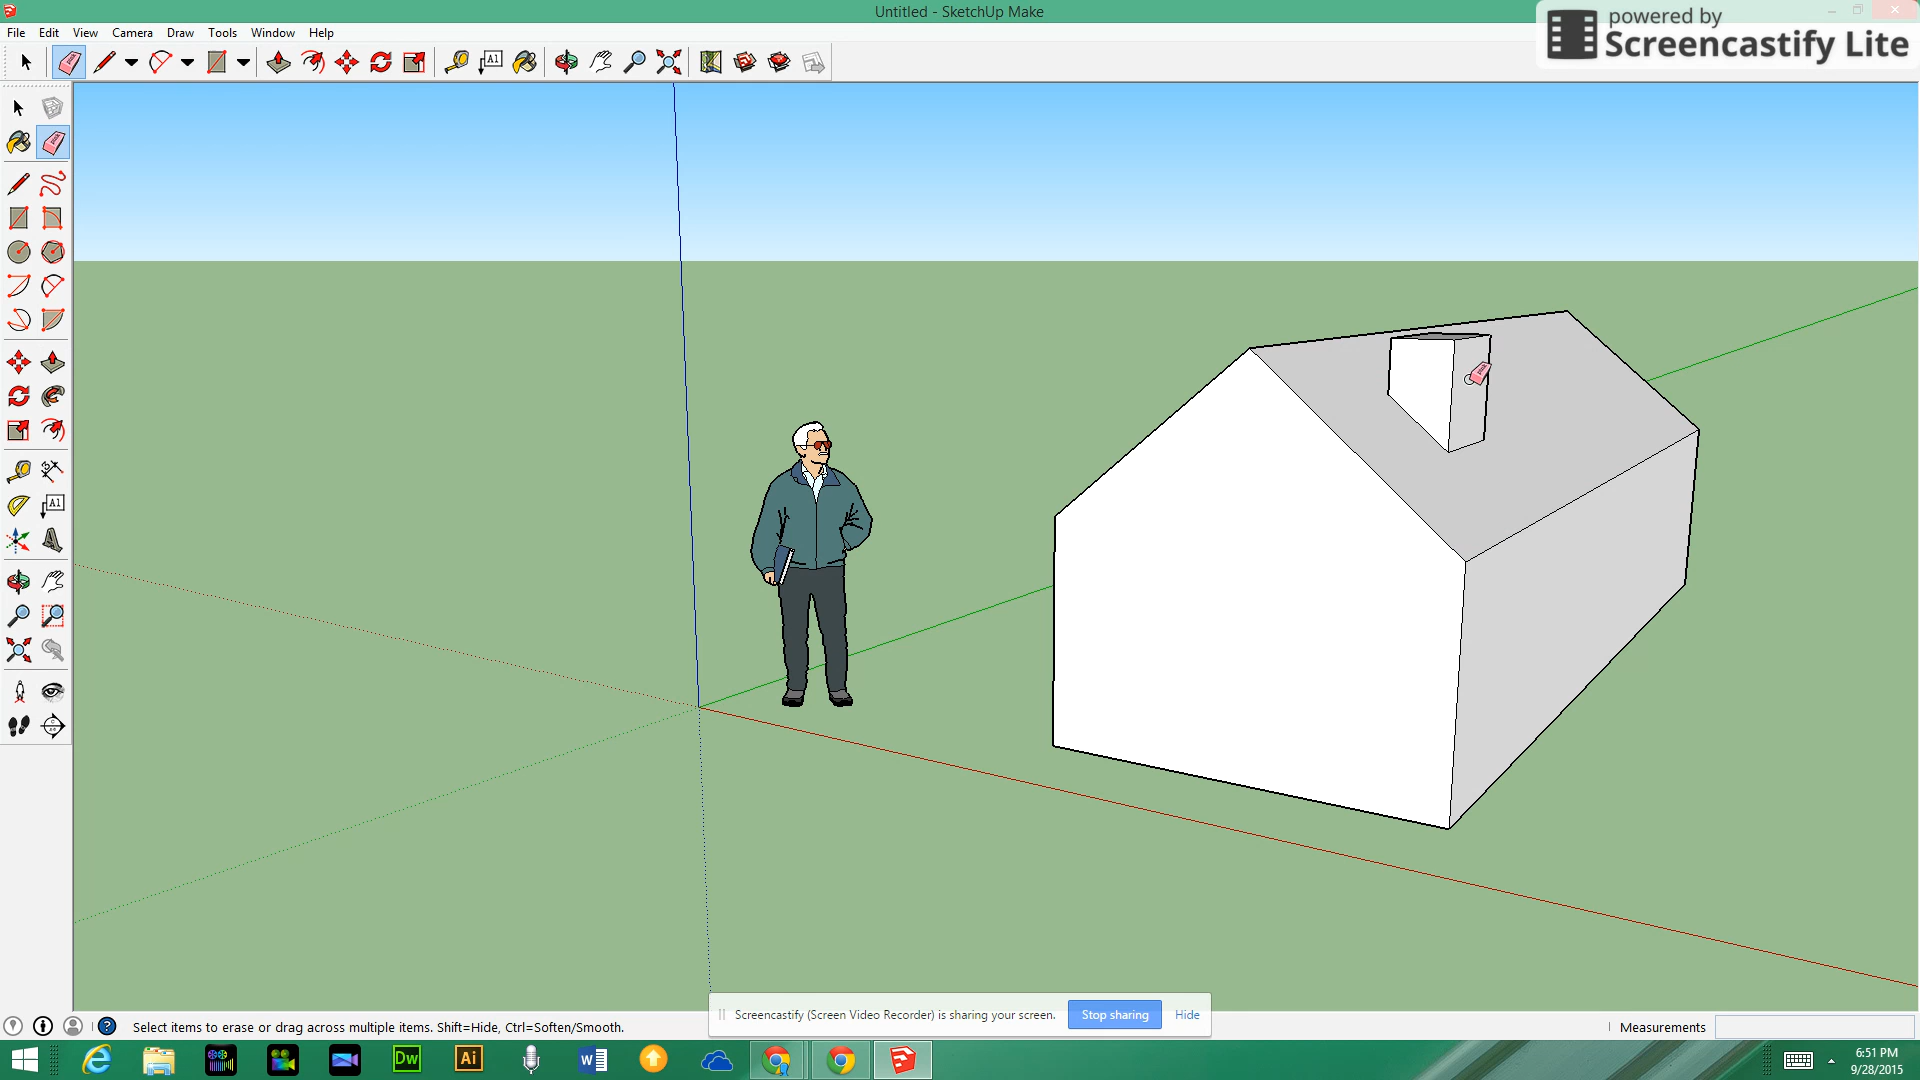 Untitled - SketchUp Make
powered by
Screencastify Lite
File Edit View Camera Draw Tools Window Help
A1
A1
Screencastify (Screen Video Recorder) is sharing your screen. Stop sharing Hide
Select items to erase or drag across multiple items. Shift=Hide, Ctrl=Soften/Smooth. Measurements
Dw Ai W
6:51 PM
9/28/2015